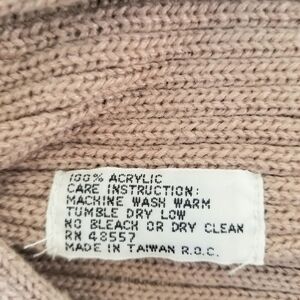 100% ACRYLIC
CARE INSTRUCTION:
MACHINE WASH WARM
TUMBLE DRY LOW
NO BLEACH OR DRY CLEAN
RN 48557
MADE IN TAIWAN R.O.C.